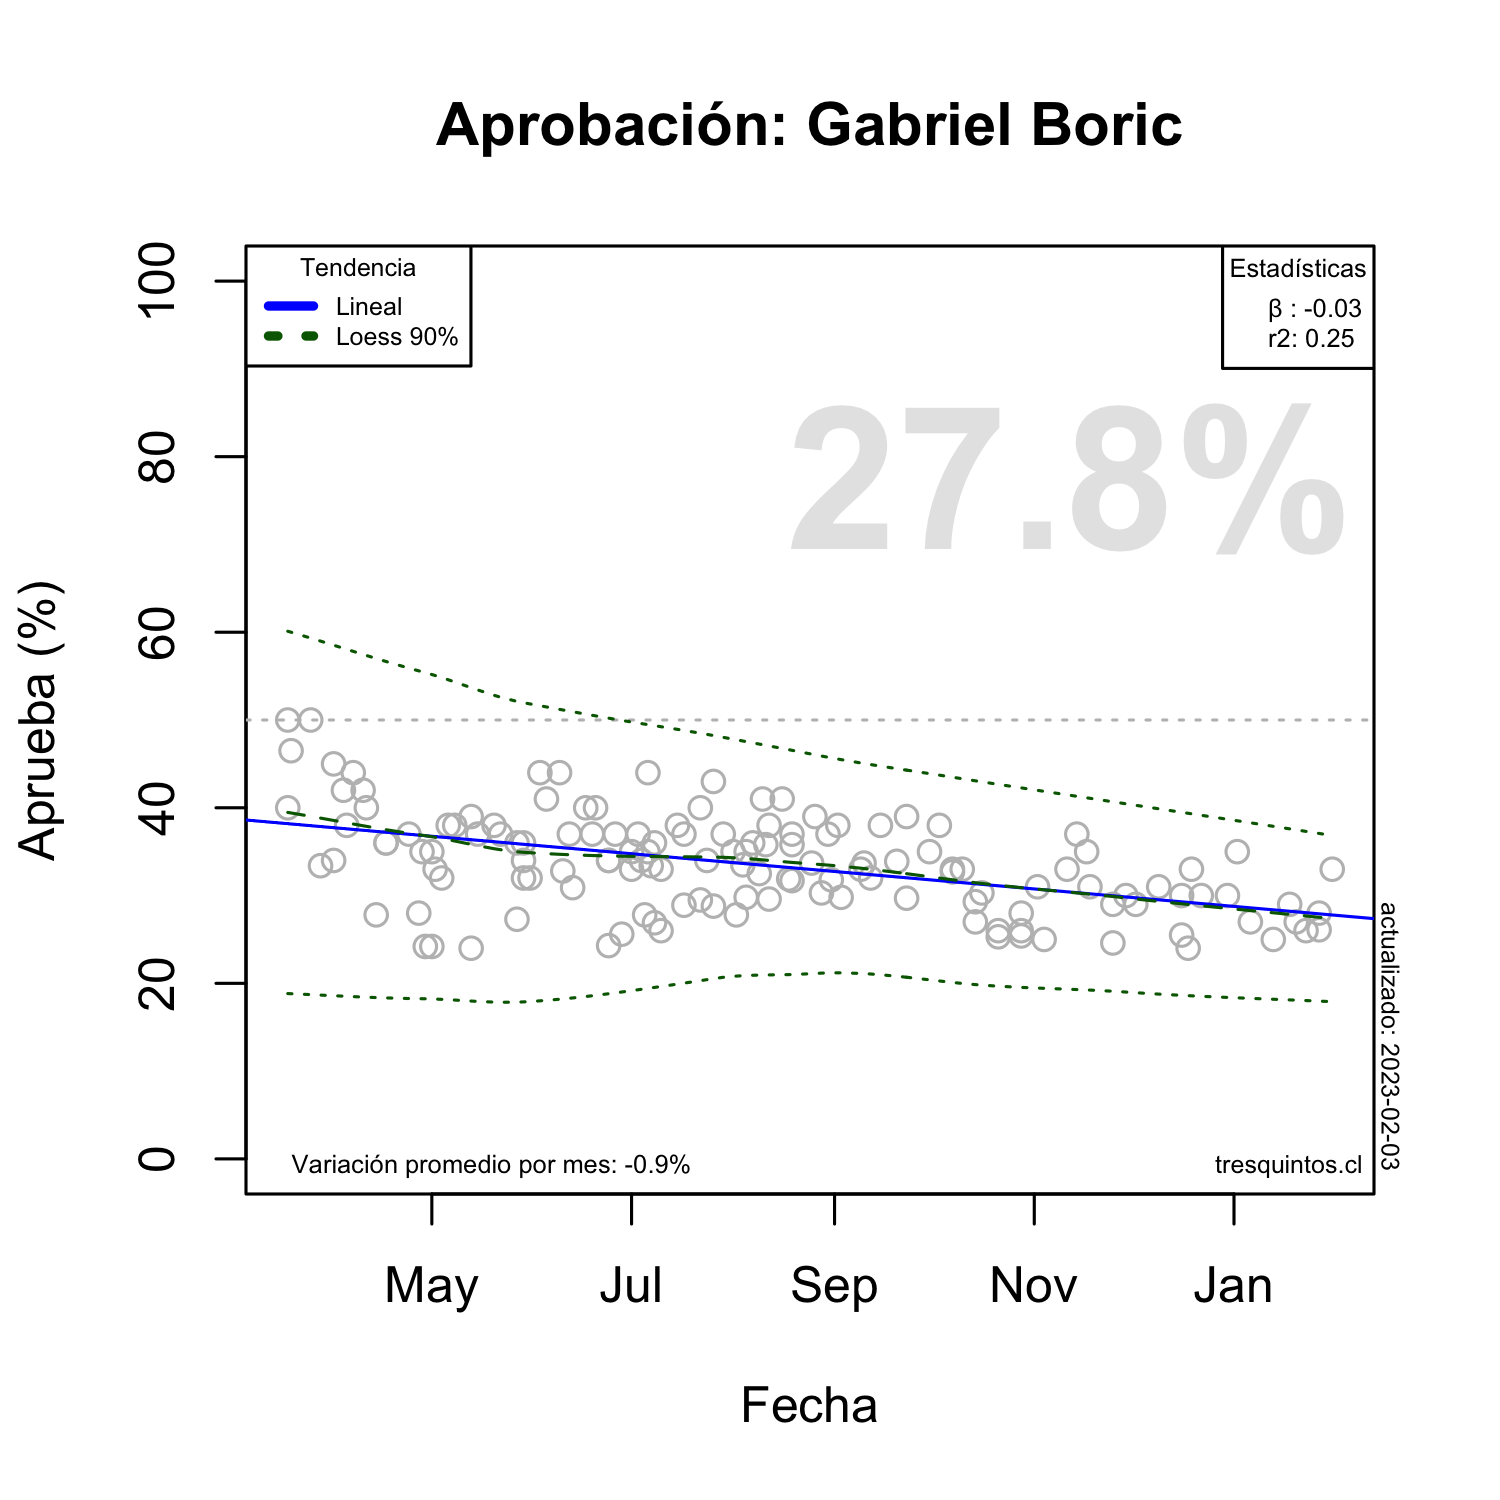 Aprobación: Gabriel Boric
Tendencia
Lineal
Loess 90%
Estadísticas
β : -0.03
r2: 0.25
27.8%
Aprueba (%)
100
80
60
40
20
0
Variación promedio por mes: -0.9%
tresquintos.cl
actualizado: 2023-02-03
May
Jul
Sep
Nov
Jan
Fecha